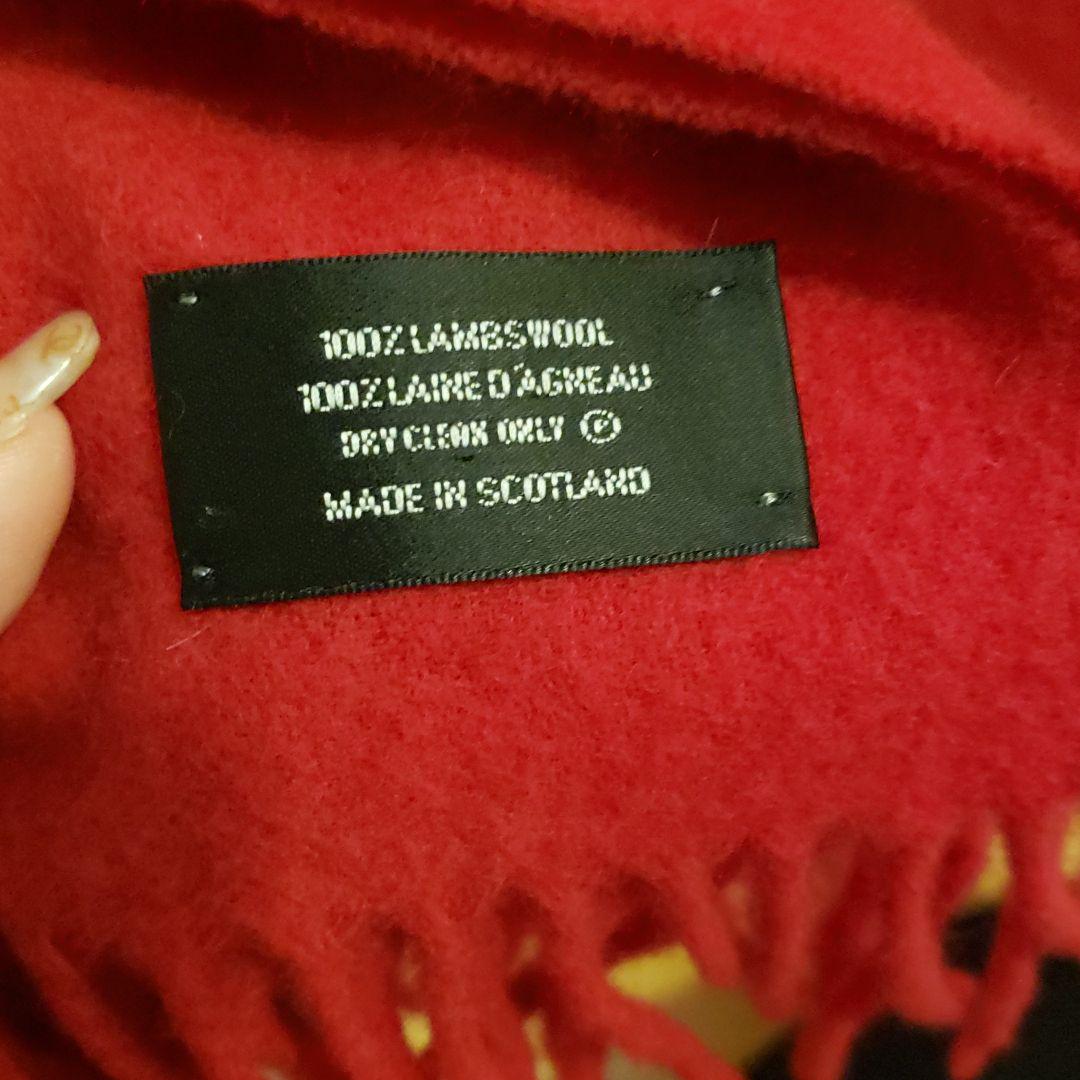 100% LAMBSWOOL
100% LAINE D'AGNEAU
DRY CLEAN ONLY Ⓟ
MADE IN SCOTLAND